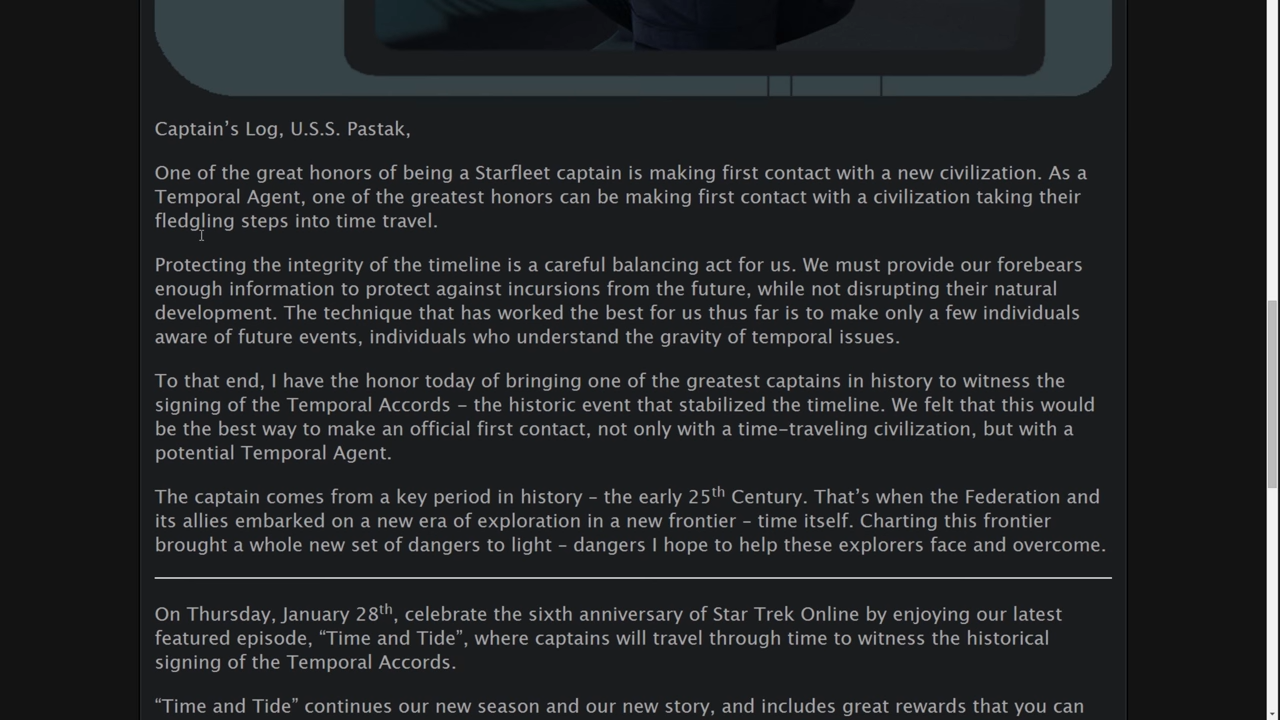 Captain’s Log, U.S.S. Pastak,
One of the great honors of being a Starfleet captain is making first contact with a new civilization. As a
Temporal Agent, one of the greatest honors can be making first contact with a civilization taking their
fledgling steps into time travel.
Protecting the integrity of the timeline is a careful balancing act for us. We must provide our forebears
enough information to protect against incursions from the future, while not disrupting their natural
development. The technique that has worked the best for us thus far is to make only a few individuals
aware of future events, individuals who understand the gravity of temporal issues.
To that end, I have the honor today of bringing one of the greatest captains in history to witness the
signing of the Temporal Accords – the historic event that stabilized the timeline. We felt that this would
be the best way to make an official first contact, not only with a time-traveling civilization, but with a
potential Temporal Agent.
The captain comes from a key period in history – the early 25th Century. That’s when the Federation and
its allies embarked on a new era of exploration in a new frontier – time itself. Charting this frontier
brought a whole new set of dangers to light – dangers I hope to help these explorers face and overcome.
On Thursday, January 28th, celebrate the sixth anniversary of Star Trek Online by enjoying our latest
featured episode, “Time and Tide”, where captains will travel through time to witness the historical
signing of the Temporal Accords.
“Time and Tide” continues our new season and our new story, and includes great rewards that you can